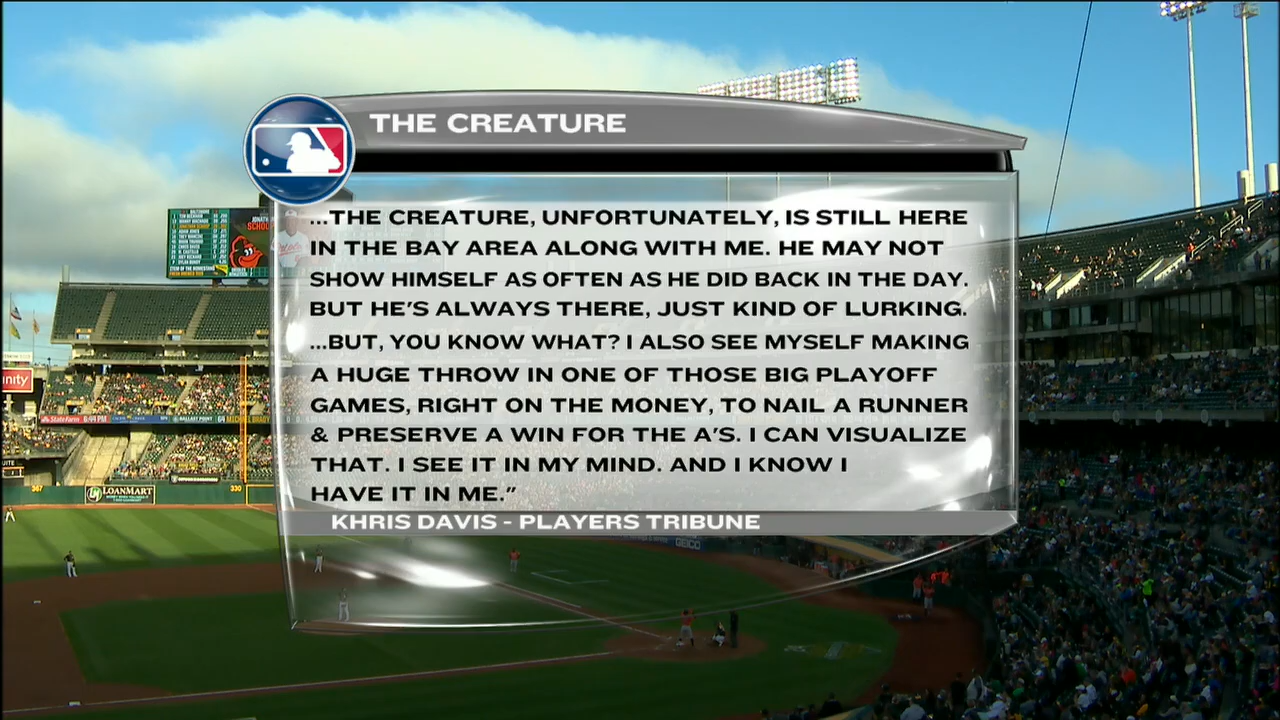 THE CREATURE
...THE CREATURE, UNFORTUNATELY, IS STILL HERE
IN THE BAY AREA ALONG WITH ME. HE MAY NOT
SHOW HIMSELF AS OFTEN AS HE DID BACK IN THE DAY.
BUT HE'S ALWAYS THERE, JUST KIND OF LURKING.
...BUT, YOU KNOW WHAT? I ALSO SEE MYSELF MAKING
A HUGE THROW IN ONE OF THOSE BIG PLAYOFF
GAMES, RIGHT ON THE MONEY, TO NAIL A RUNNER
& PRESERVE A WIN FOR THE A'S. I CAN VISUALIZE
THAT. I SEE IT IN MY MIND. AND I KNOW I
HAVE IT IN ME."
KHRIS DAVIS - PLAYERS TRIBUNE
StateFarm
367
LOANMART
330
GEICO